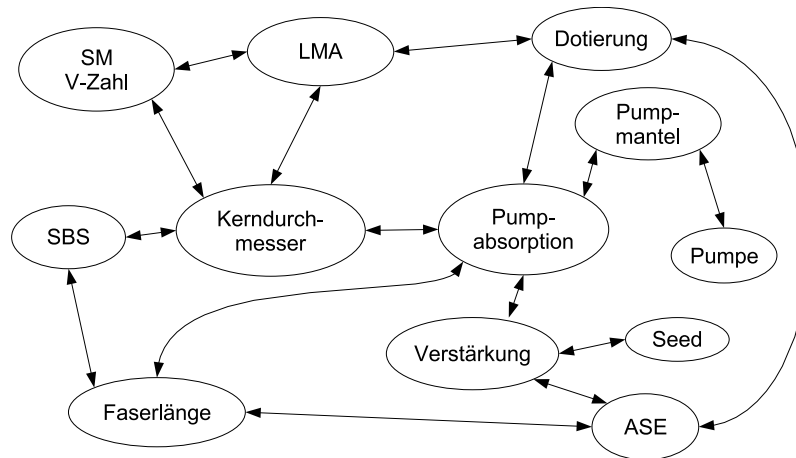 SM
V-Zahl
LMA
Dotierung
Pump-
mantel
SBS
Kerndurch-
messer
Pump-
absorption
Pumpe
Verstärkung
Seed
Faserlänge
ASE